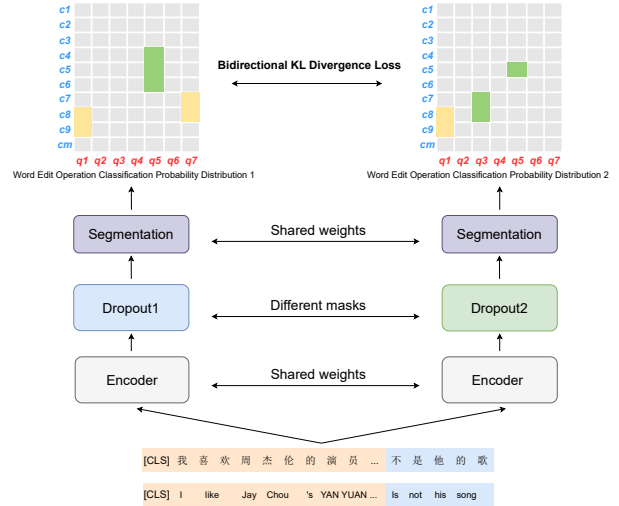 c1 c1
c2 c2
c3 c3
c4 c4
c5 Bidirectional KL Divergence Loss c5
c6 c6
c7 c7
c8 c8
c9 c9
cm cm
q1 q2 q3 q4 q5 q6 q7 q1 q2 q3 q4 q5 q6 q7
Word Edit Operation Classification Probability Distribution 1 Word Edit Operation Classification Probability Distribution 2
Segmentation Shared weights Segmentation
Dropout1 Different masks Dropout2
Encoder Shared weights Encoder
[CLS] 我 喜 欢 周 杰 伦 的 演 员 ... 不 是 他 的 歌
[CLS] I like Jay Chou 's YAN YUAN ... Is not his song